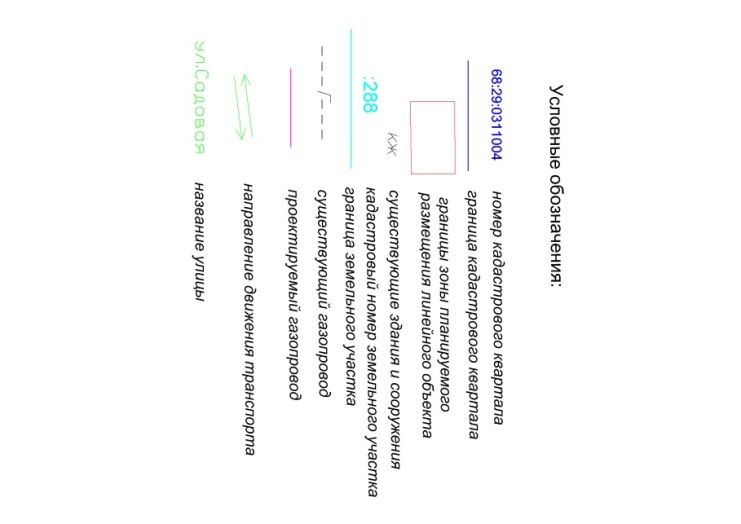 Условные обозначения:
68:29:0311004 номер кадастрового квартала
граница кадастрового квартала
границы зоны планируемого
размещения линейного объекта
КЖ существующие здания и сооружения
:288 кадастровый номер земельного участка
граница земельного участка
существующий газопровод
проектируемый газопровод
направление движения транспорта
ул.Садовая название улицы